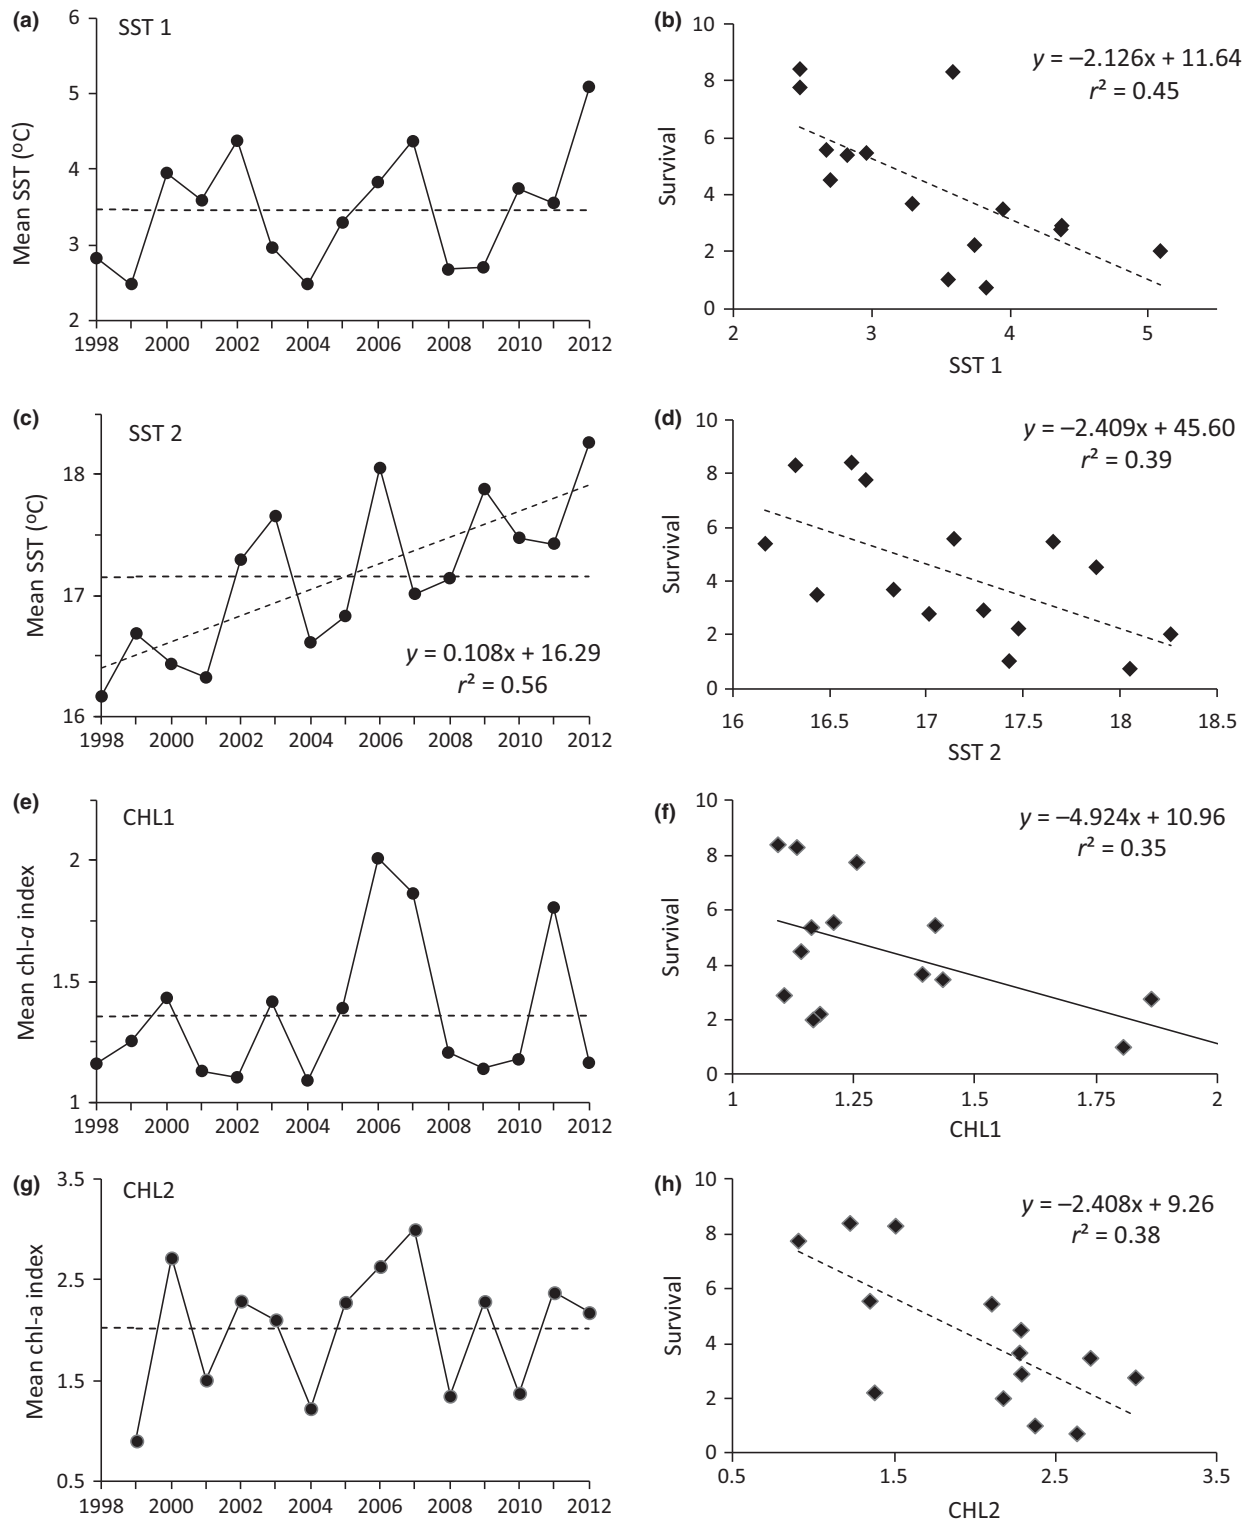 (a)
SST 1
Mean SST (ºC)
6
5
4
3
2
1998 2000 2002 2004 2006 2008 2010 2012
(b)
y = –2.126x + 11.64
r² = 0.45
Survival
10
8
6
4
2
0
2 3 4 5
SST 1
(c)
SST 2
Mean SST (ºC)
18
17
16
y = 0.108x + 16.29
r² = 0.56
1998 2000 2002 2004 2006 2008 2010 2012
(d)
y = –2.409x + 45.60
r² = 0.39
Survival
10
8
6
4
2
0
16 16.5 17 17.5 18 18.5
SST 2
(e)
CHL1
Mean chl-a index
2
1.5
1
1998 2000 2002 2004 2006 2008 2010 2012
(f)
y = –4.924x + 10.96
r² = 0.35
Survival
10
8
6
4
2
0
1 1.25 1.5 1.75 2
CHL1
(g)
CHL2
Mean chl-a index
3.5
2.5
1.5
0.5
1998 2000 2002 2004 2006 2008 2010 2012
(h)
y = –2.408x + 9.26
r² = 0.38
Survival
10
8
6
4
2
0
0.5 1.5 2.5 3.5
CHL2